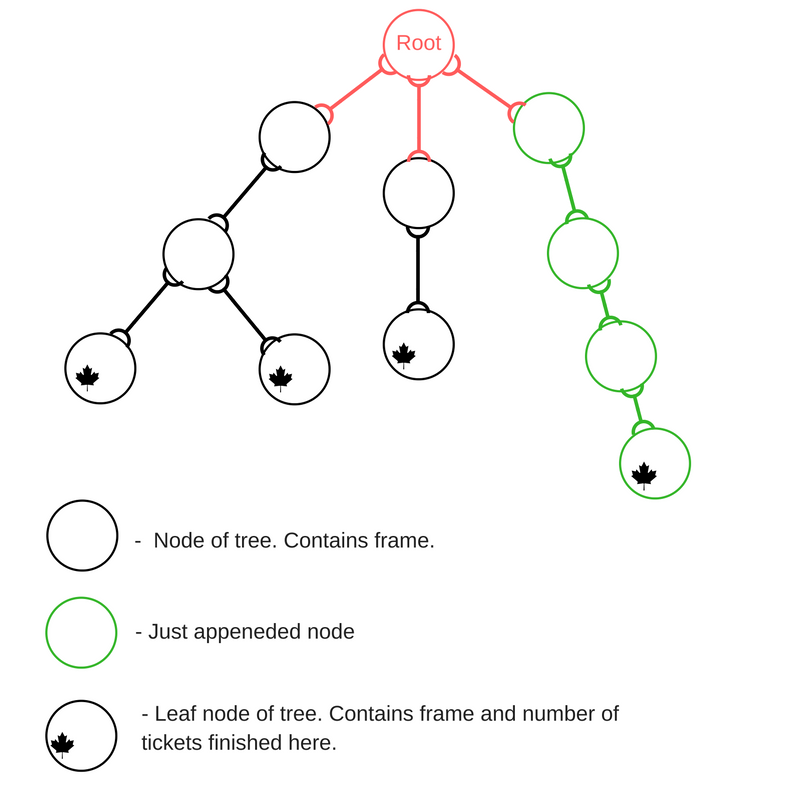 Root
-  Node of tree. Contains frame.
- Just appeneded node
- Leaf node of tree. Contains frame and number of
tickets finished here.